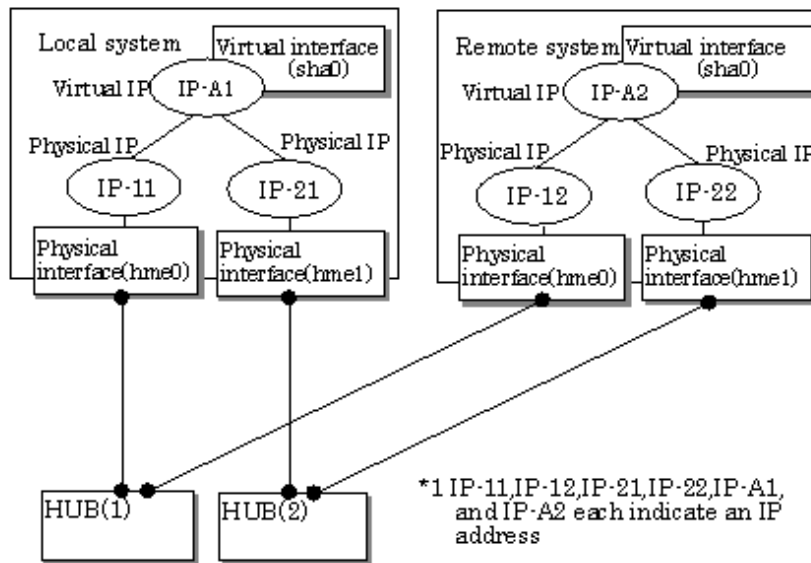 Local system
Virtual interface
(sha0)
Virtual IP
IP-A1
Physical IP
Physical IP
IP-11
IP-21
Physical
interface(hme0)
Physical
interface(hme1)
Remote system
Virtual interface
(sha0)
Virtual IP
IP-A2
Physical IP
Physical IP
IP-12
IP-22
Physical
interface(hme0)
Physical
interface(hme1)
HUB(1)
HUB(2)
*1 IP-11,IP-12,IP-21,IP-22,IP-A1,
and IP-A2 each indicate an IP
address